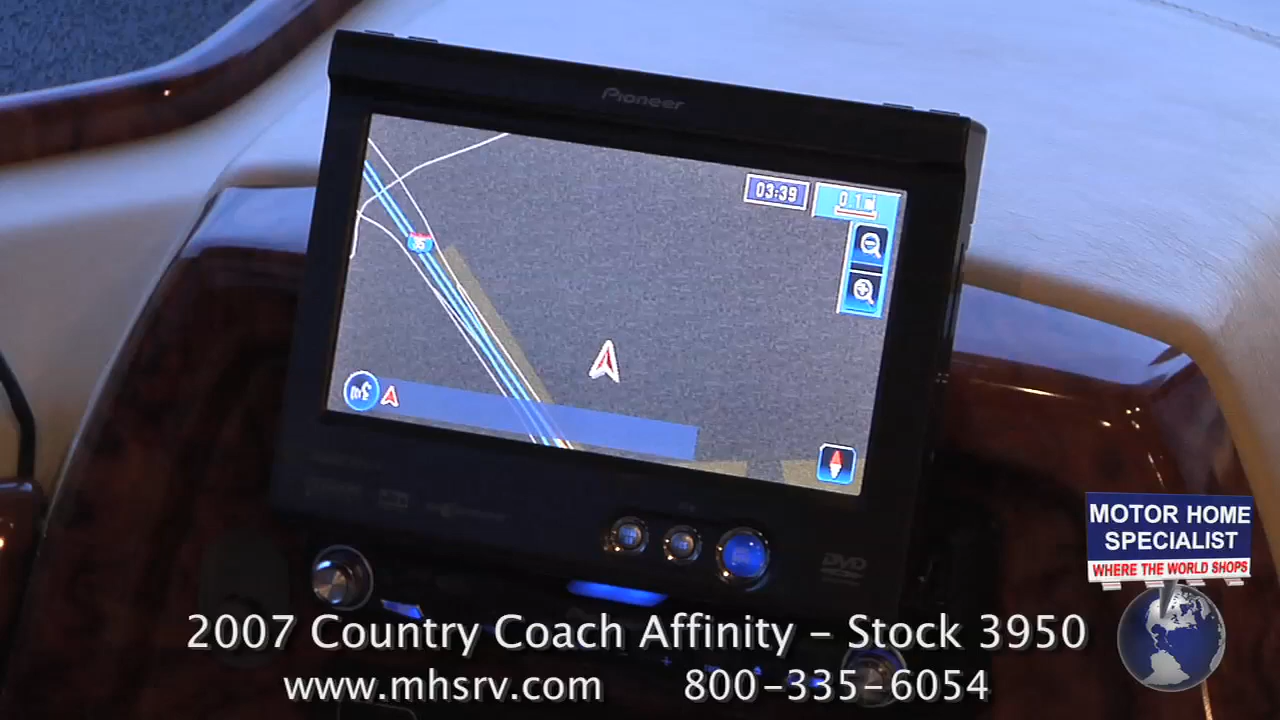 Pioneer
03:39
0.1 mi
35
DVD
MOTOR HOME
SPECIALIST
WHERE THE WORLD SHOPS
2007 Country Coach Affinity – Stock 3950
www.mhsrv.com 800–335–6054